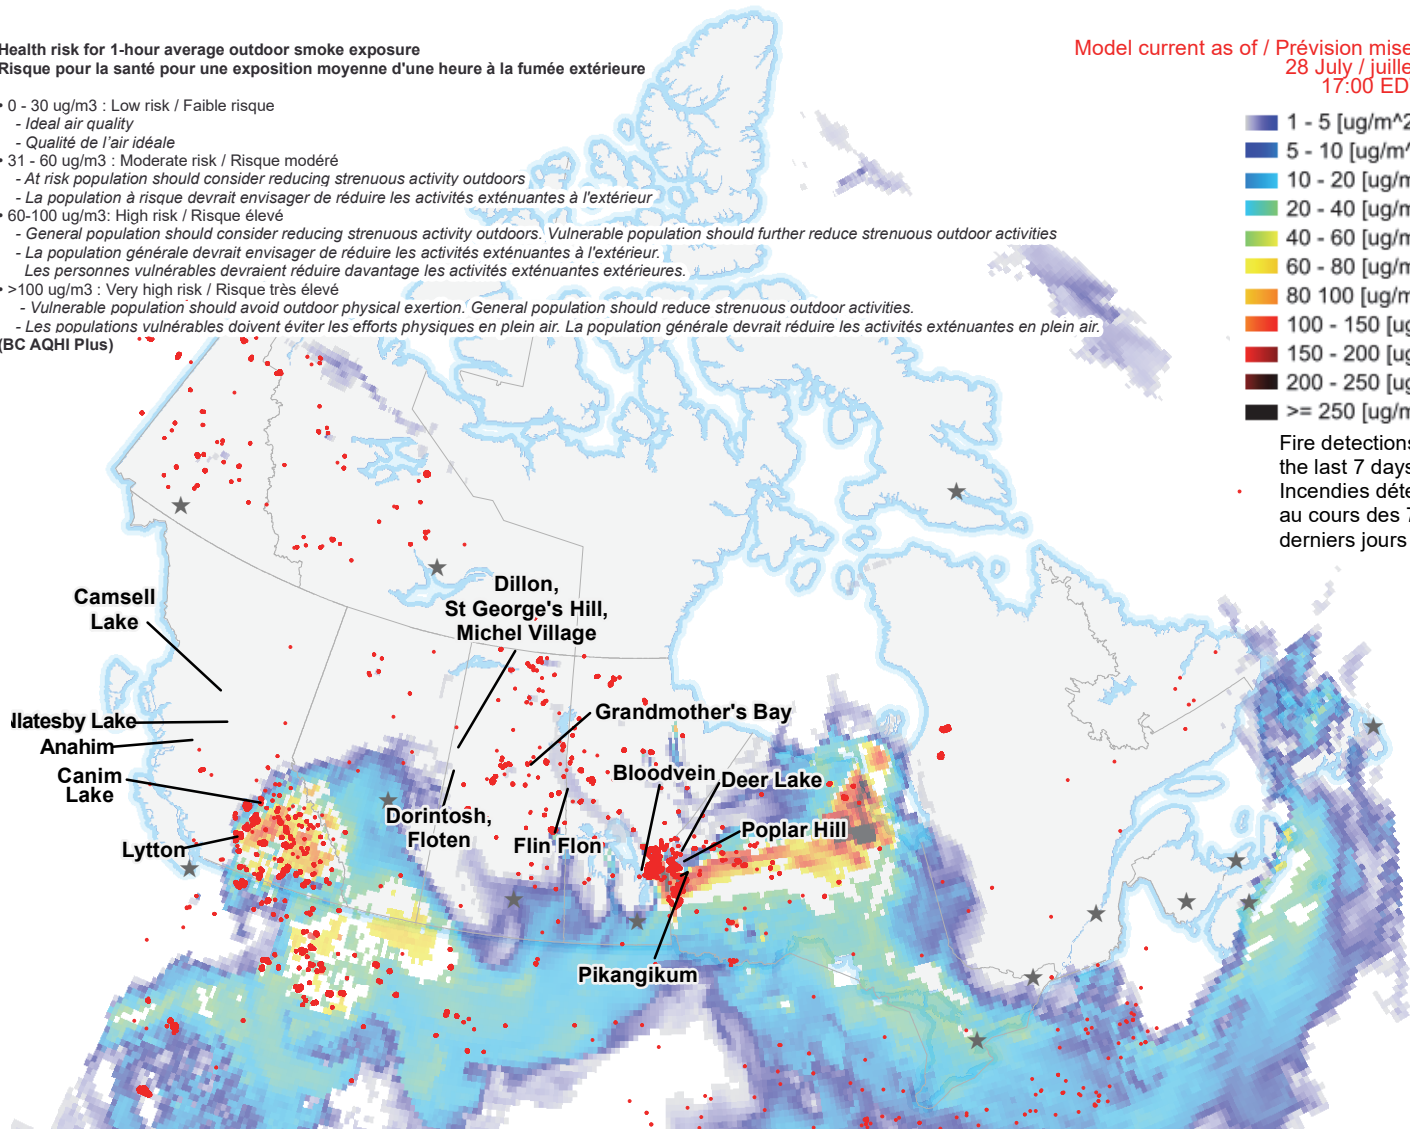 Health risk for 1-hour average outdoor smoke exposure
Risque pour la santé pour une exposition moyenne d'une heure à la fumée extérieure
• 0 - 30 ug/m3 : Low risk / Faible risque
- Ideal air quality
- Qualité de l'air idéale
• 31 - 60 ug/m3 : Moderate risk / Risque modéré
- At risk population should consider reducing strenuous activity outdoors
- La population à risque devrait envisager de réduire les activités exténuantes à l'extérieur
• 60-100 ug/m3: High risk / Risque élevé
- General population should consider reducing strenuous activity outdoors. Vulnerable population should further reduce strenuous outdoor activities
- La population générale devrait envisager de réduire les activités exténuantes à l'extérieur.
Les personnes vulnérables devraient réduire davantage les activités exténuantes extérieures.
• >100 ug/m3 : Very high risk / Risque très élevé
- Vulnerable population should avoid outdoor physical exertion. General population should reduce strenuous outdoor activities.
- Les populations vulnérables doivent éviter les efforts physiques en plein air. La population générale devrait réduire les activités exténuantes en plein air.
(BC AQHI Plus)
Model current as of / Prévision mise
28 July / juille
17:00 ED
1 - 5 [ug/m^2
5 - 10 [ug/m^
10 - 20 [ug/m
20 - 40 [ug/m
40 - 60 [ug/m
60 - 80 [ug/m
80 100 [ug/m
100 - 150 [ug
150 - 200 [ug
200 - 250 [ug
>= 250 [ug/m
Fire detections
the last 7 days
Incendies déte
au cours des 7
derniers jours
Camsell
Lake
Dillon,
St George's Hill,
Michel Village
latesby Lake
Anahim
Canim
Lake
Lytton
Grandmother's Bay
Bloodvein
Deer Lake
Dorintosh,
Floten
Flin Flon
Poplar Hill
Pikangikum